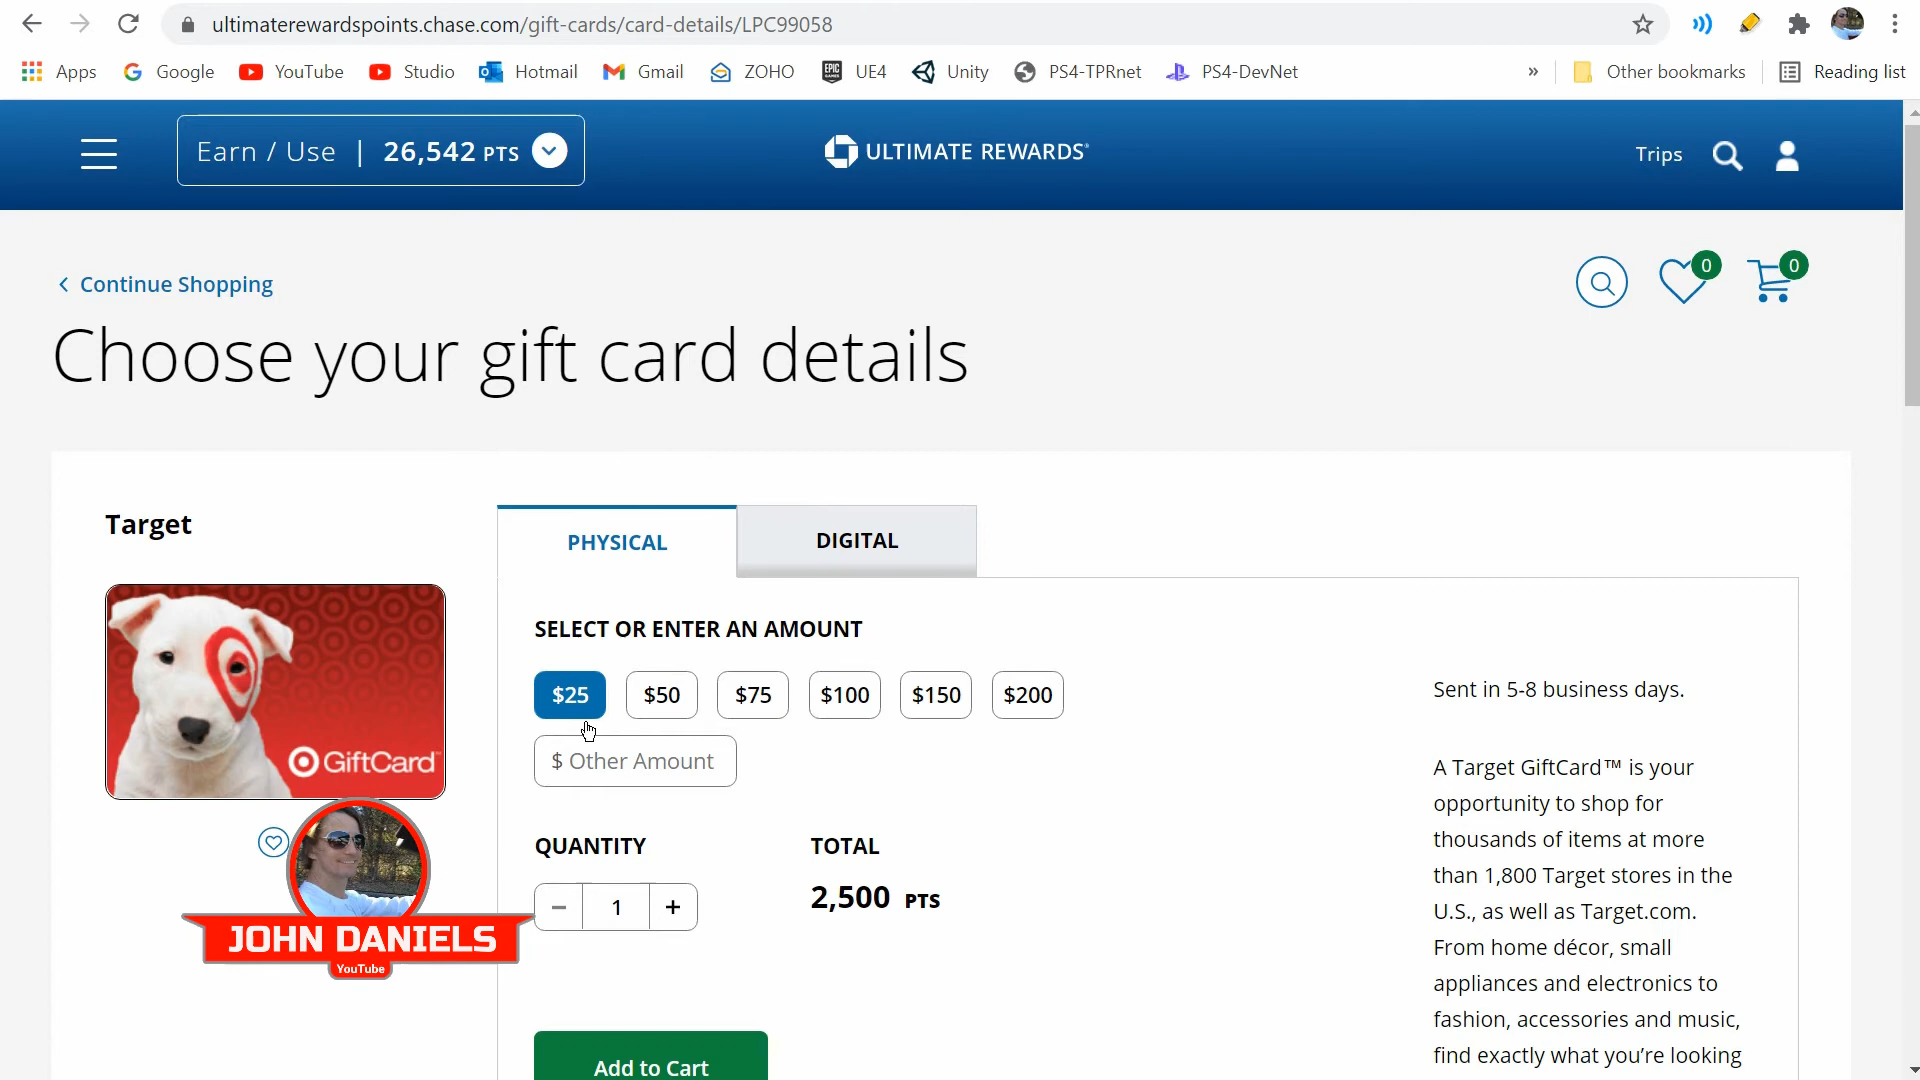 ultimaterewardspoints.chase.com/gift-cards/card-details/LPC99058
Apps Google YouTube Studio Hotmail Gmail ZOHO UE4 Unity PS4-TPRnet PS4-DevNet » Other bookmarks Reading list
Earn / Use | 26,542 PTS ULTIMATE REWARDS® Trips
0 0
< Continue Shopping
Choose your gift card details
Target
PHYSICAL DIGITAL
SELECT OR ENTER AN AMOUNT
$25 $50 $75 $100 $150 $200
$ Other Amount
GiftCard™
QUANTITY TOTAL
− 1 + 2,500 PTS
JOHN DANIELS
YouTube
Add to Cart
Sent in 5-8 business days.
A Target GiftCard™ is your
opportunity to shop for
thousands of items at more
than 1,800 Target stores in the
U.S., as well as Target.com.
From home décor, small
appliances and electronics to
fashion, accessories and music,
find exactly what you’re looking